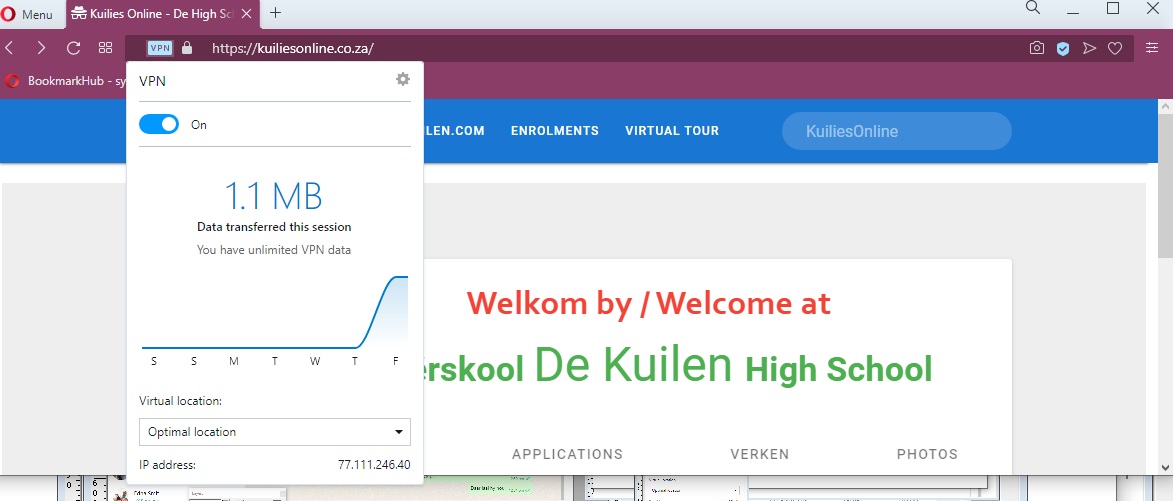 Menu
Kuilies Online - De High Sc
VPN
https://kuiliesonline.co.za/
BookmarkHub - sy
VPN
On
LEN.COM
ENROLMENTS
VIRTUAL TOUR
KuiliesOnline
1.1 MB
Data transferred this session
You have unlimited VPN data
S S M T W T F
Welkom by / Welcome at
erskool De Kuilen High School
Virtual location:
Optimal location
IP address:
77.111.246.40
APPLICATIONS
VERKEN
PHOTOS